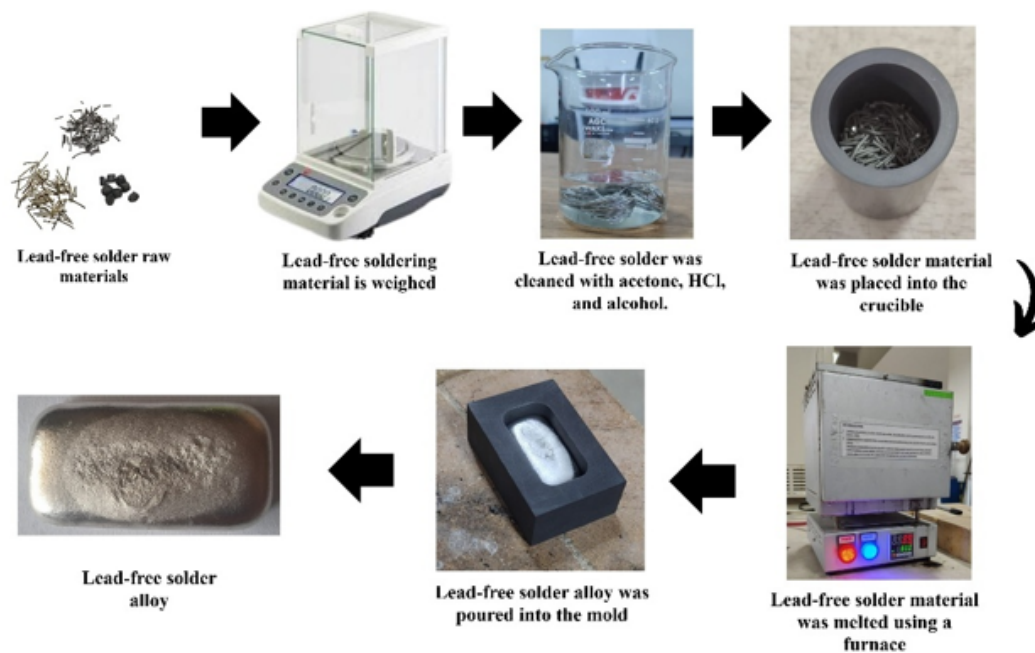 Lead-free solder raw
materials
Lead-free soldering
material is weighed
AGC
Lead-free solder was
cleaned with acetone, HCl,
and alcohol.
Lead-free solder material
was placed into the
crucible
Lead-free solder material
was melted using a
furnace
Lead-free solder alloy was
poured into the mold
Lead-free solder
alloy